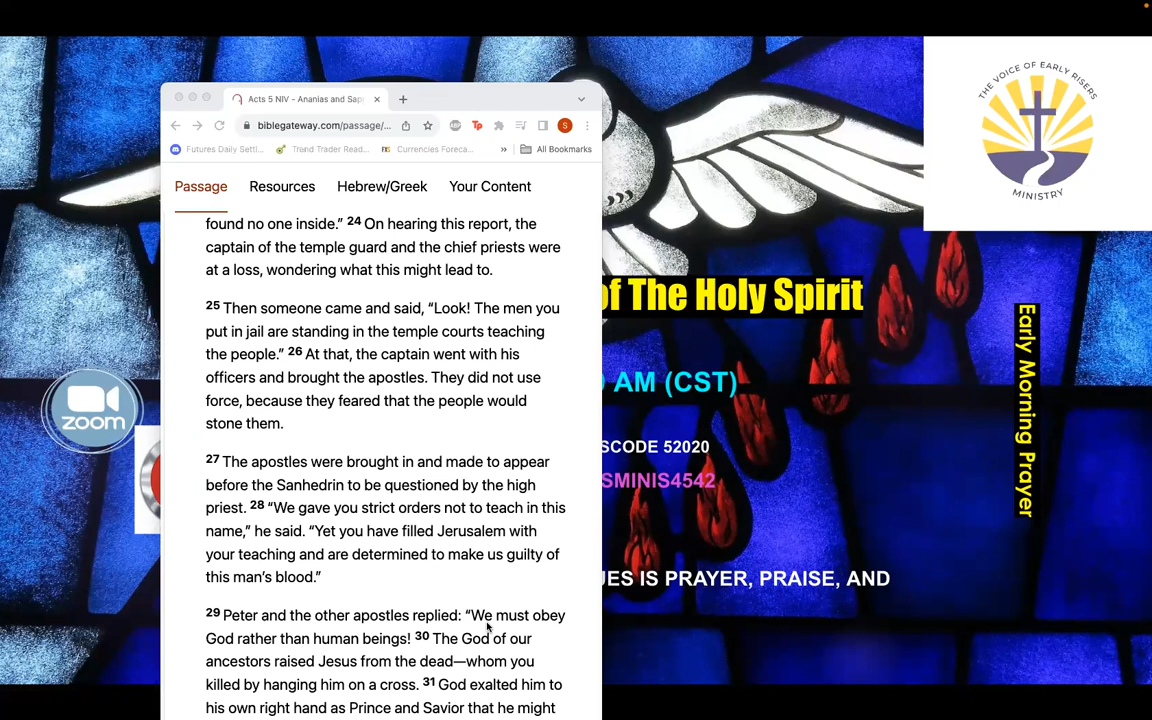 Acts 5 NIV - Ananias and Sap
biblegateway.com/passage/...
Tp
S
Futures Daily Setti...
Trend Trader Read...
FXS
Currencies Foreca...
»
All Bookmarks
Passage
Resources
Hebrew/Greek
Your Content
found no one inside.” 24 On hearing this report, the
captain of the temple guard and the chief priests were
at a loss, wondering what this might lead to.
25 Then someone came and said, “Look! The men you
put in jail are standing in the temple courts teaching
the people.” 26 At that, the captain went with his
officers and brought the apostles. They did not use
force, because they feared that the people would
stone them.
27 The apostles were brought in and made to appear
before the Sanhedrin to be questioned by the high
priest. 28 “We gave you strict orders not to teach in this
name,” he said. “Yet you have filled Jerusalem with
your teaching and are determined to make us guilty of
this man’s blood.”
29 Peter and the other apostles replied: “We must obey
God rather than human beings! 30 The God of our
ancestors raised Jesus from the dead—whom you
killed by hanging him on a cross. 31 God exalted him to
his own right hand as Prince and Savior that he might
zoom
of The Holy Spirit
AM (CST)
SCODE 52020
SMINIS4542
UES IS PRAYER, PRAISE, AND
THE VOICE OF EARLY RISERS
MINISTRY
Early Morning Prayer